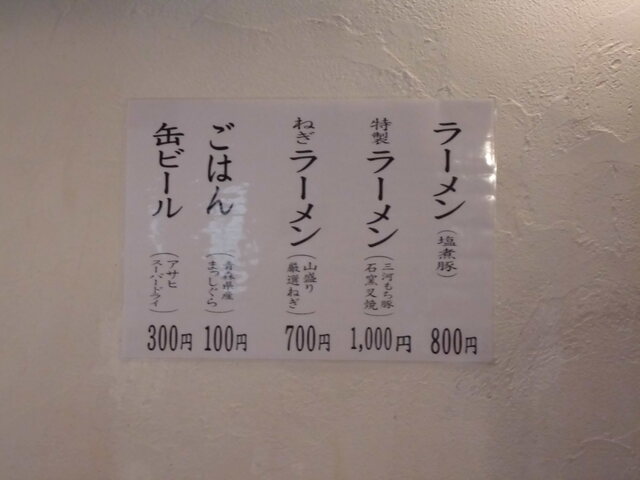 ラーメン(塩煮豚)800円
特製ラーメン(三河もち豚石窯叉焼)1,000円
ねぎラーメン(山盛り厳選ねぎ)700円
ごはん(青森県産まっしぐら)100円
缶ビール(アサヒスーパードライ)300円